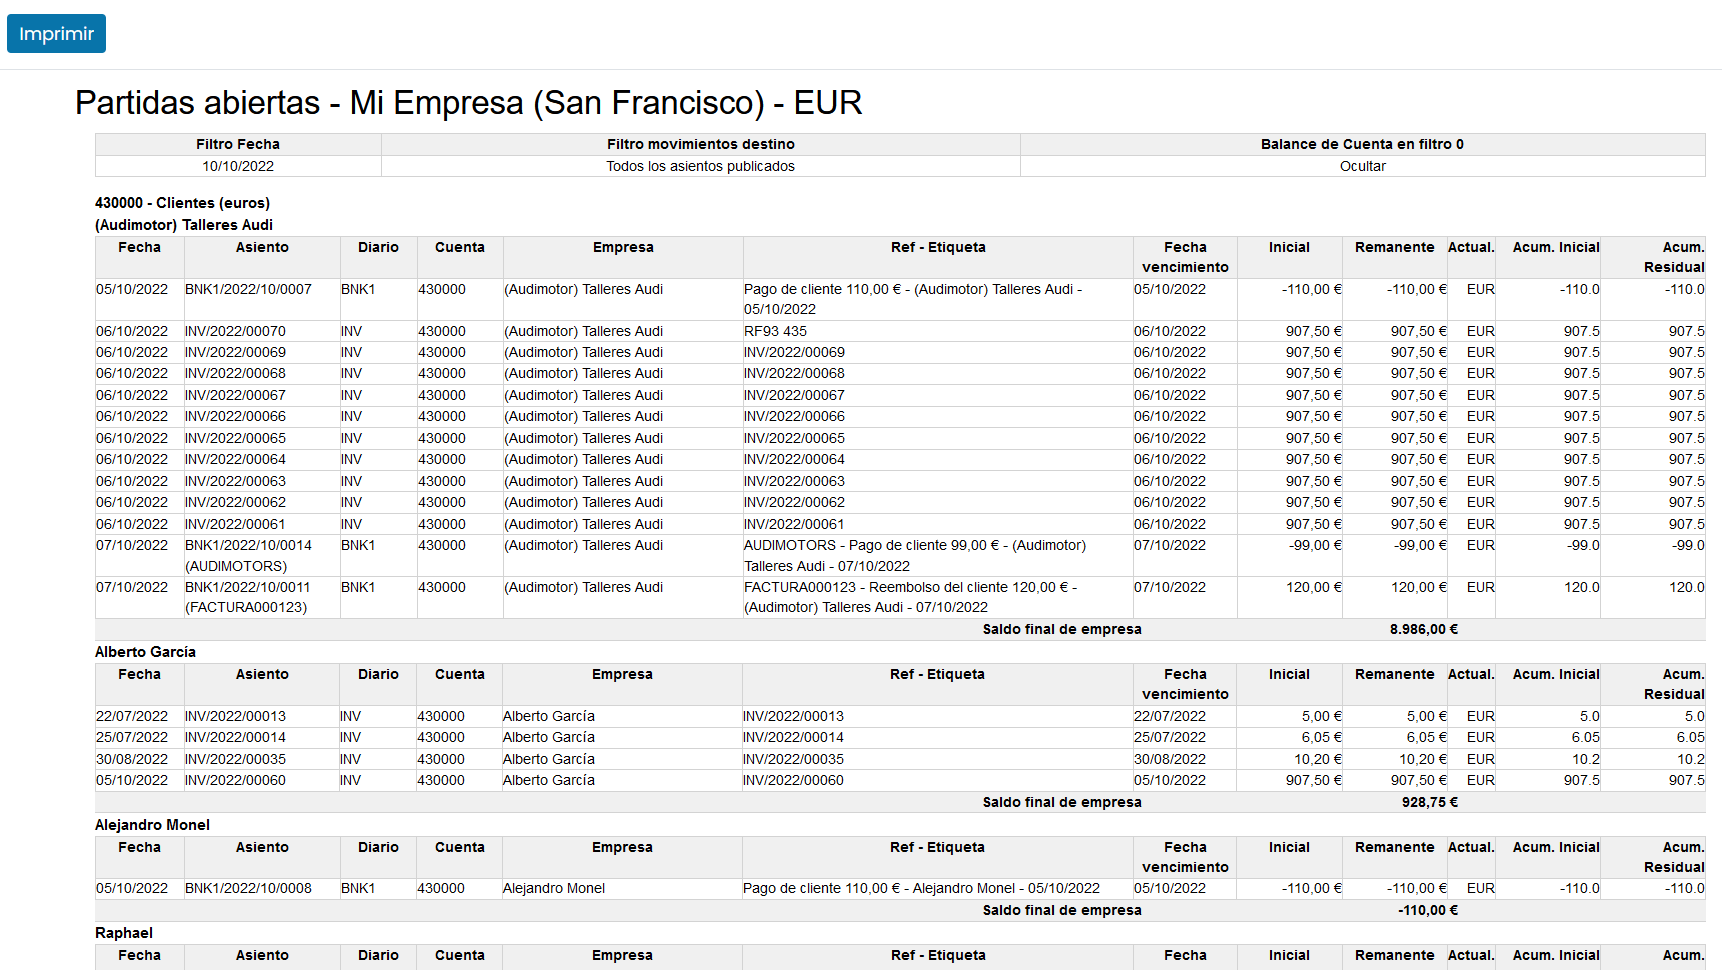 Imprimir
Partidas abiertas - Mi Empresa (San Francisco) - EUR
Filtro Fecha Filtro movimientos destino Balance de Cuenta en filtro 0
10/10/2022 Todos los asientos publicados Ocultar
430000 - Clientes (euros)
(Audimotor) Talleres Audi
Fecha Asiento Diario Cuenta Empresa Ref - Etiqueta Fecha Inicial Remanente Actual. Acum. Inicial Acum.
vencimiento Residual
05/10/2022 BNK1/2022/10/0007 BNK1 430000 (Audimotor) Talleres Audi Pago de cliente 110,00 € - (Audimotor) Talleres Audi - 05/10/2022 -110,00 € -110,00 € EUR -110.0 -110.0
05/10/2022
06/10/2022 INV/2022/00070 INV 430000 (Audimotor) Talleres Audi RF93 435 06/10/2022 907,50 € 907,50 € EUR 907.5 907.5
06/10/2022 INV/2022/00069 INV 430000 (Audimotor) Talleres Audi INV/2022/00069 06/10/2022 907,50 € 907,50 € EUR 907.5 907.5
06/10/2022 INV/2022/00068 INV 430000 (Audimotor) Talleres Audi INV/2022/00068 06/10/2022 907,50 € 907,50 € EUR 907.5 907.5
06/10/2022 INV/2022/00067 INV 430000 (Audimotor) Talleres Audi INV/2022/00067 06/10/2022 907,50 € 907,50 € EUR 907.5 907.5
06/10/2022 INV/2022/00066 INV 430000 (Audimotor) Talleres Audi INV/2022/00066 06/10/2022 907,50 € 907,50 € EUR 907.5 907.5
06/10/2022 INV/2022/00065 INV 430000 (Audimotor) Talleres Audi INV/2022/00065 06/10/2022 907,50 € 907,50 € EUR 907.5 907.5
06/10/2022 INV/2022/00064 INV 430000 (Audimotor) Talleres Audi INV/2022/00064 06/10/2022 907,50 € 907,50 € EUR 907.5 907.5
06/10/2022 INV/2022/00063 INV 430000 (Audimotor) Talleres Audi INV/2022/00063 06/10/2022 907,50 € 907,50 € EUR 907.5 907.5
06/10/2022 INV/2022/00062 INV 430000 (Audimotor) Talleres Audi INV/2022/00062 06/10/2022 907,50 € 907,50 € EUR 907.5 907.5
06/10/2022 INV/2022/00061 INV 430000 (Audimotor) Talleres Audi INV/2022/00061 06/10/2022 907,50 € 907,50 € EUR 907.5 907.5
07/10/2022 BNK1/2022/10/0014 BNK1 430000 (Audimotor) Talleres Audi AUDIMOTORS - Pago de cliente 99,00 € - (Audimotor) 07/10/2022 -99,00 € -99,00 € EUR -99.0 -99.0
(AUDIMOTORS) Talleres Audi - 07/10/2022
07/10/2022 BNK1/2022/10/0011 BNK1 430000 (Audimotor) Talleres Audi FACTURA000123 - Reembolso del cliente 120,00 € - 07/10/2022 120,00 € 120,00 € EUR 120.0 120.0
(FACTURA000123) (Audimotor) Talleres Audi - 07/10/2022
Saldo final de empresa 8.986,00 €
Alberto García
Fecha Asiento Diario Cuenta Empresa Ref - Etiqueta Fecha Inicial Remanente Actual. Acum. Inicial Acum.
vencimiento Residual
22/07/2022 INV/2022/00013 INV 430000 Alberto García INV/2022/00013 22/07/2022 5,00 € 5,00 € EUR 5.0 5.0
25/07/2022 INV/2022/00014 INV 430000 Alberto García INV/2022/00014 25/07/2022 6,05 € 6,05 € EUR 6.05 6.05
30/08/2022 INV/2022/00035 INV 430000 Alberto García INV/2022/00035 30/08/2022 10,20 € 10,20 € EUR 10.2 10.2
05/10/2022 INV/2022/00060 INV 430000 Alberto García INV/2022/00060 05/10/2022 907,50 € 907,50 € EUR 907.5 907.5
Saldo final de empresa 928,75 €
Alejandro Monel
Fecha Asiento Diario Cuenta Empresa Ref - Etiqueta Fecha Inicial Remanente Actual. Acum. Inicial Acum.
vencimiento Residual
05/10/2022 BNK1/2022/10/0008 BNK1 430000 Alejandro Monel Pago de cliente 110,00 € - Alejandro Monel - 05/10/2022 05/10/2022 -110,00 € -110,00 € EUR -110.0 -110.0
Saldo final de empresa -110,00 €
Raphael
Fecha Asiento Diario Cuenta Empresa Ref - Etiqueta Fecha Inicial Remanente Actual. Acum. Inicial Acum.